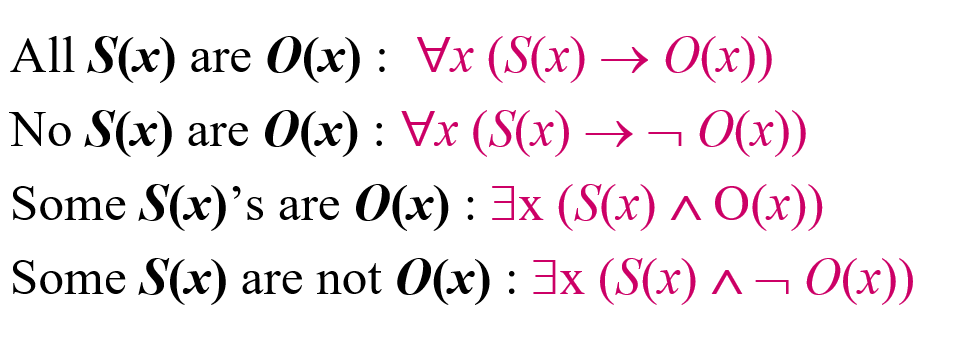 All S(x) are O(x) : ∀x (S(x) → O(x))
No S(x) are O(x) : ∀x (S(x) → ¬ O(x))
Some S(x)’s are O(x) : ∃x (S(x) ∧ O(x))
Some S(x) are not O(x) : ∃x (S(x) ∧ ¬ O(x))